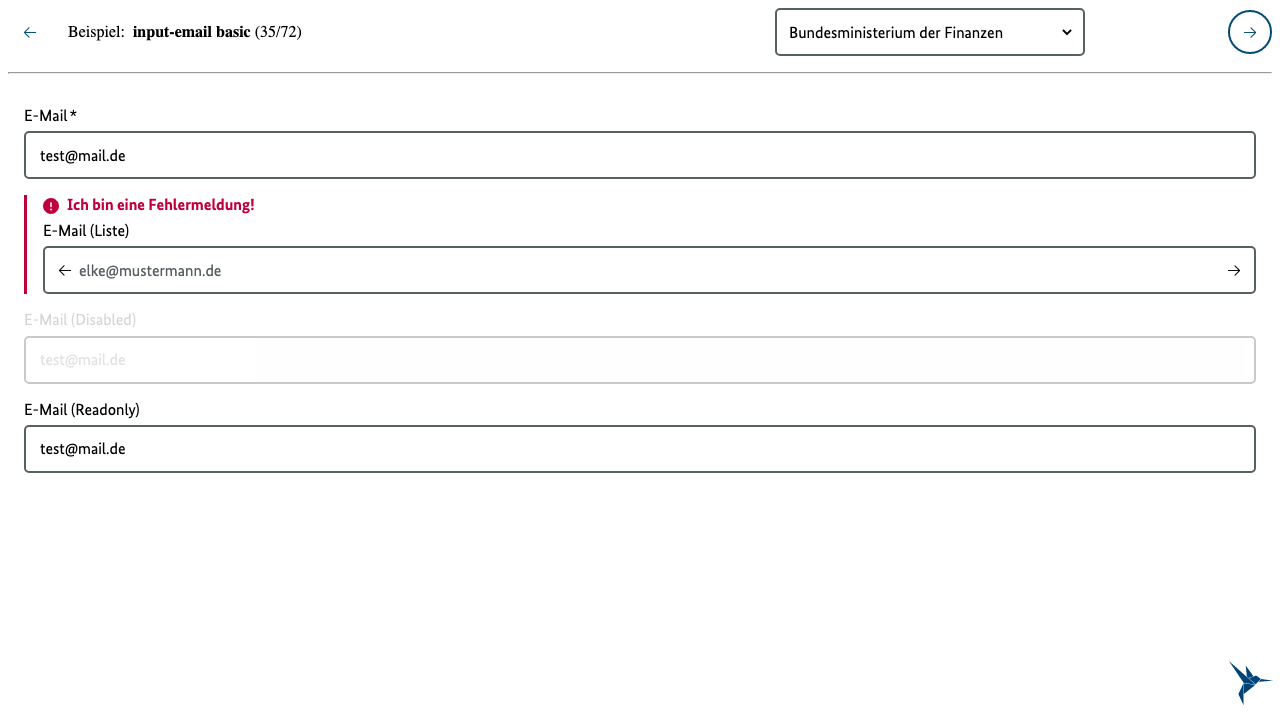 Beispiel: input-email basic (35/72)
Bundesministerium der Finanzen
E-Mail*
test@mail.de
Ich bin eine Fehlermeldung!
E-Mail (Liste)
elke@mustermann.de
E-Mail (Disabled)
test@mail.de
E-Mail (Readonly)
test@mail.de